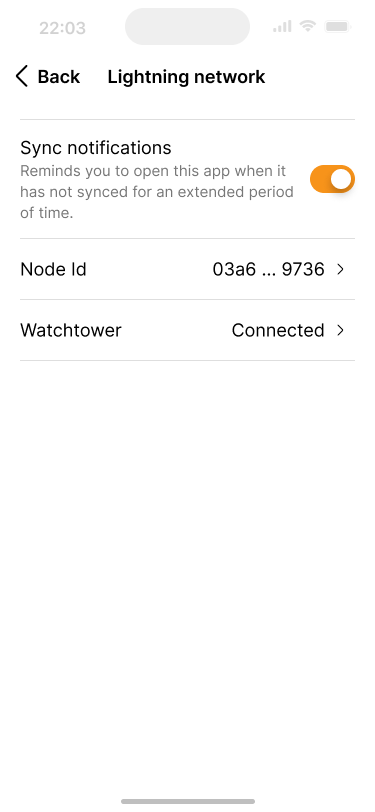 22:03
Back Lightning network
Sync notifications
Reminds you to open this app when it
has not synced for an extended period
of time.
Node Id 03a6 ... 9736
Watchtower Connected